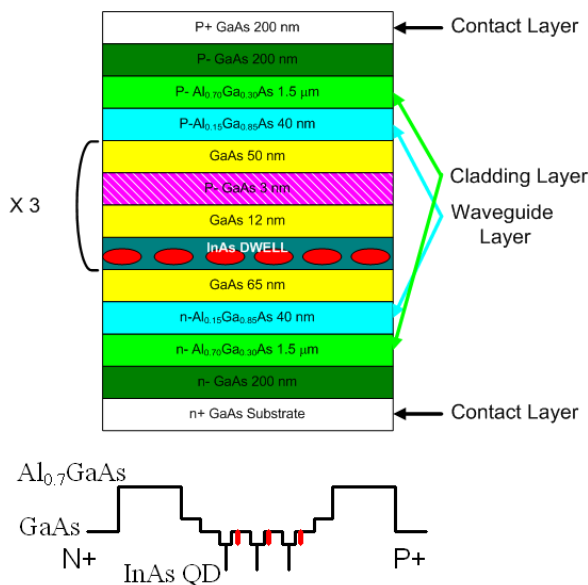 P+ GaAs 200 nm
Contact Layer
P- GaAs 200 nm
P- Al0.70Ga0.30As 1.5 μm
P-Al0.15Ga0.85As 40 nm
GaAs 50 nm
X 3
P- GaAs 3 nm
Cladding Layer
GaAs 12 nm
Waveguide
Layer
InAs DWELL
GaAs 65 nm
n-Al0.15Ga0.85As 40 nm
n- Al0.70Ga0.30As 1.5 μm
n- GaAs 200 nm
n+ GaAs Substrate
Contact Layer
Al0.7GaAs
GaAs
N+
P+
InAs QD